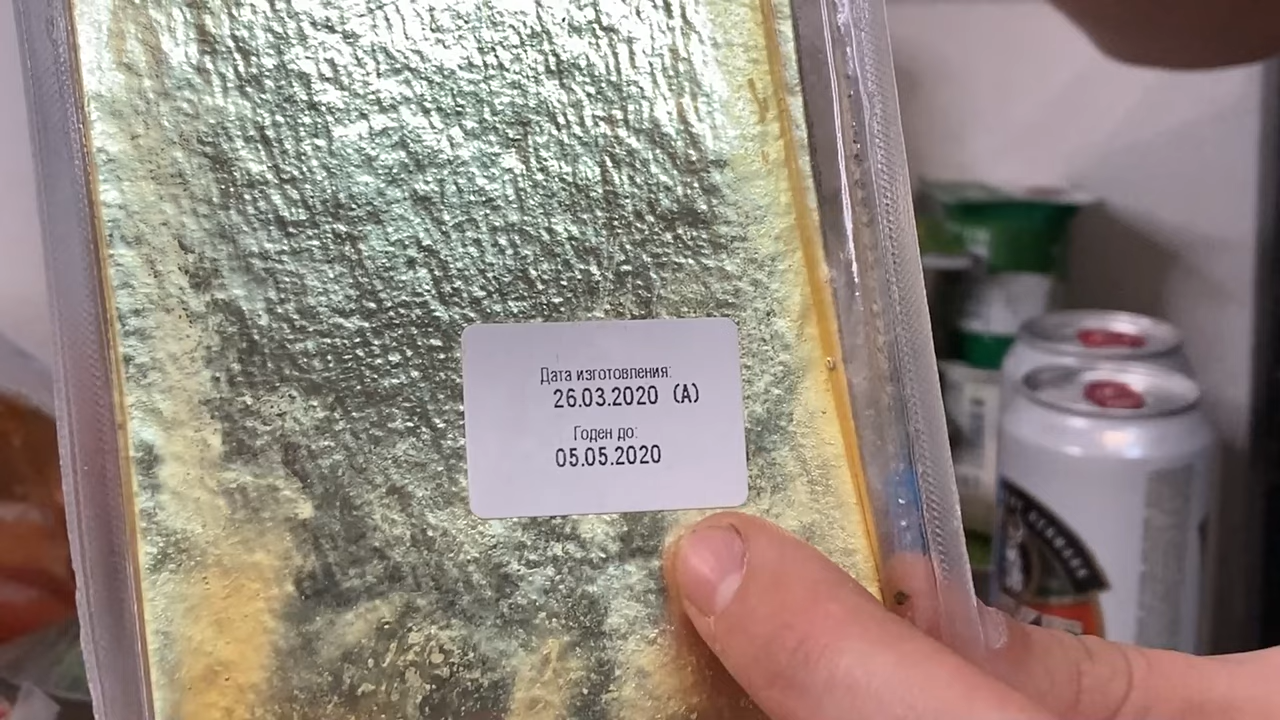 Дата изготовления:
26.03.2020 (А)
Годен до:
05.05.2020